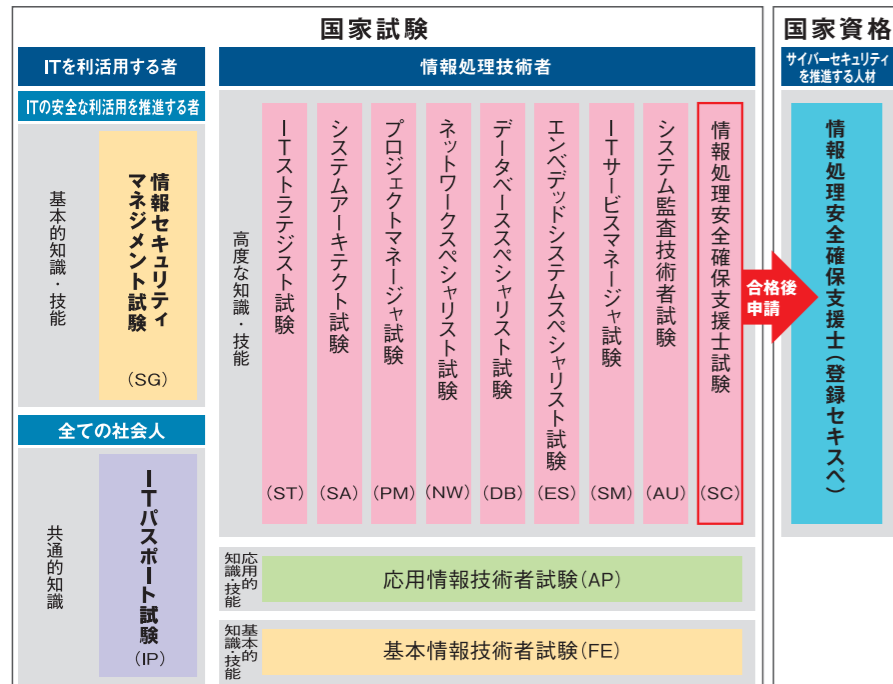 国家試験
国家資格
ITを利活用する者
情報処理技術者
サイバーセキュリティ
を推進する人材
ITの安全な利活用を推進する者
基本的知識・技能
情報セキュリティ
マネジメント試験
(SG)
全ての社会人
共通的知識
ITパスポート試験
(IP)
高度な知識・技能
ITストラテジスト試験
(ST)
システムアーキテクト試験
(SA)
プロジェクトマネージャ試験
(PM)
ネットワークスペシャリスト試験
(NW)
データベーススペシャリスト試験
(DB)
エンベデッドシステムスペシャリスト試験
(ES)
ITサービスマネージャ試験
(SM)
システム監査技術者試験
(AU)
情報処理安全確保支援士試験
(SC)
合格後
申請
情報処理安全確保支援士(登録セキスペ)
応用的
知識・技能
応用情報技術者試験(AP)
基本的
知識・技能
基本情報技術者試験(FE)